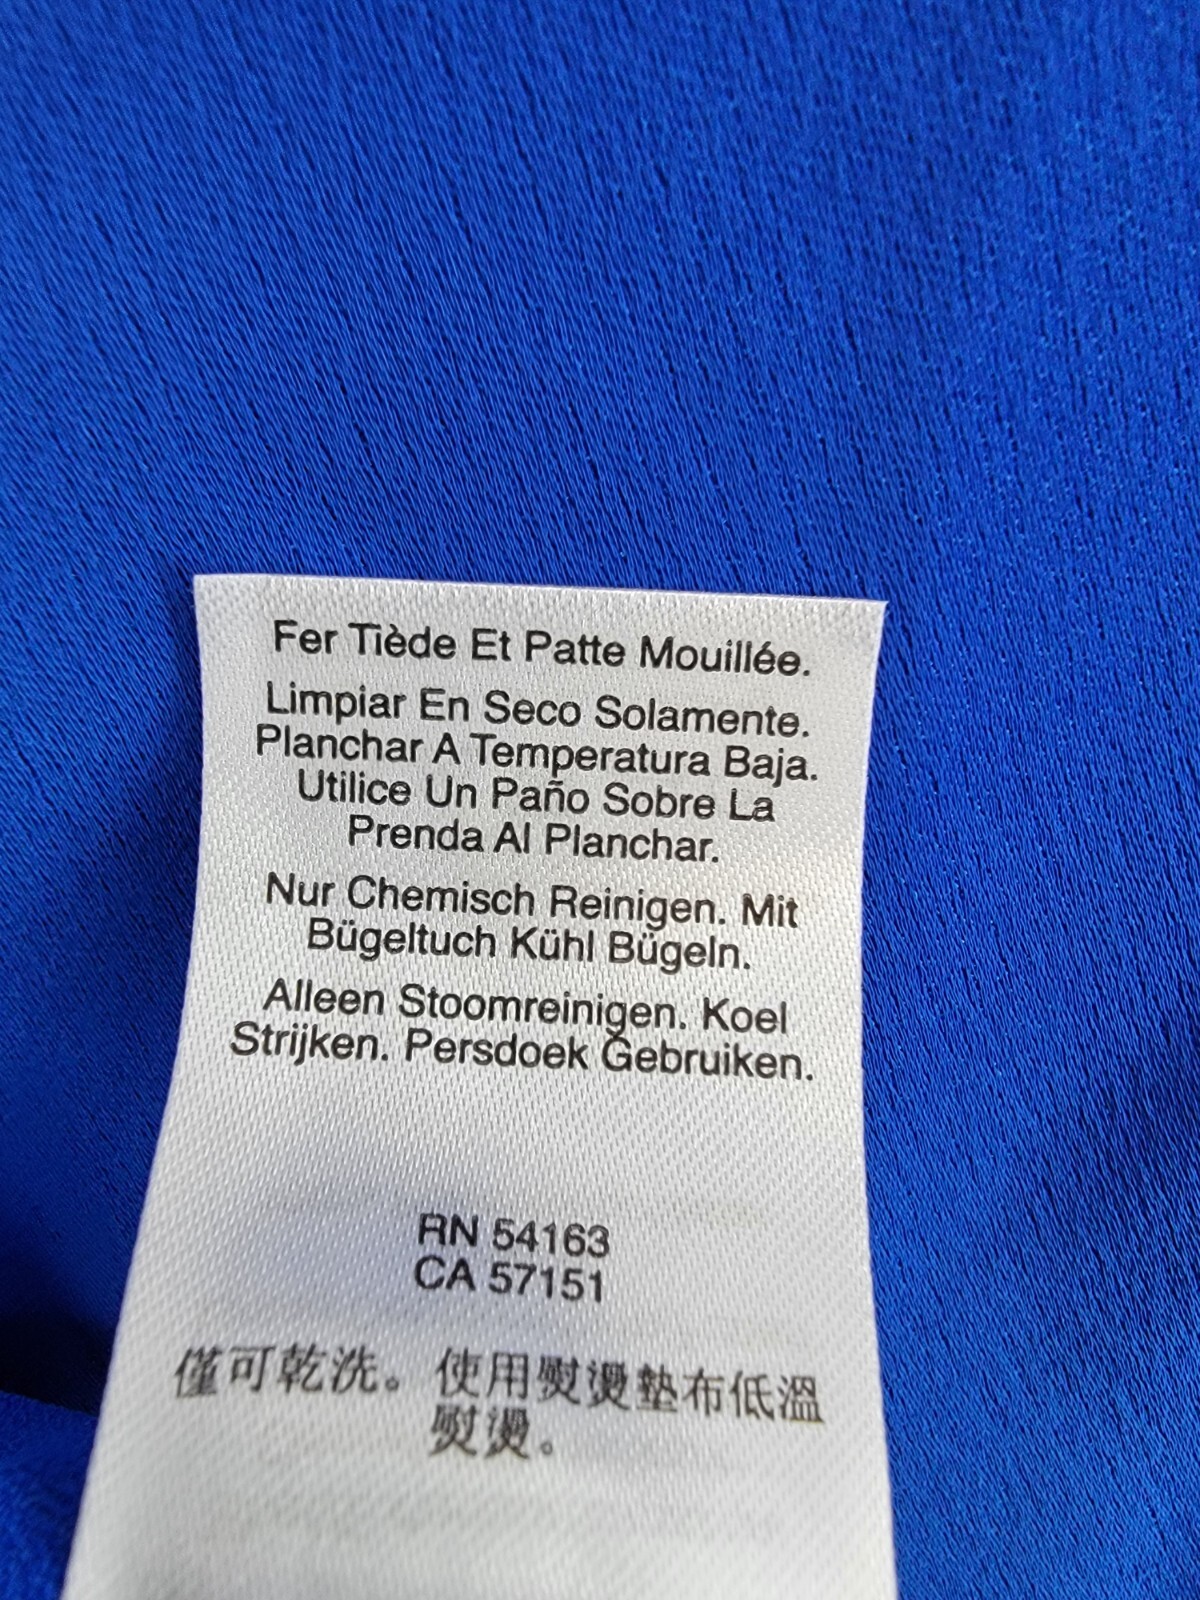 Fer Tiède Et Patte Mouillée.
Limpiar En Seco Solamente.
Planchar A Temperatura Baja.
Utilice Un Paño Sobre La
Prenda Al Planchar.
Nur Chemisch Reinigen. Mit
Bügeltuch Kühl Bügeln.
Alleen Stoomreinigen. Koel
Strijken. Persdoek Gebruiken.
RN 54163
CA 57151
僅可乾洗。使用熨燙墊布低溫
熨燙。